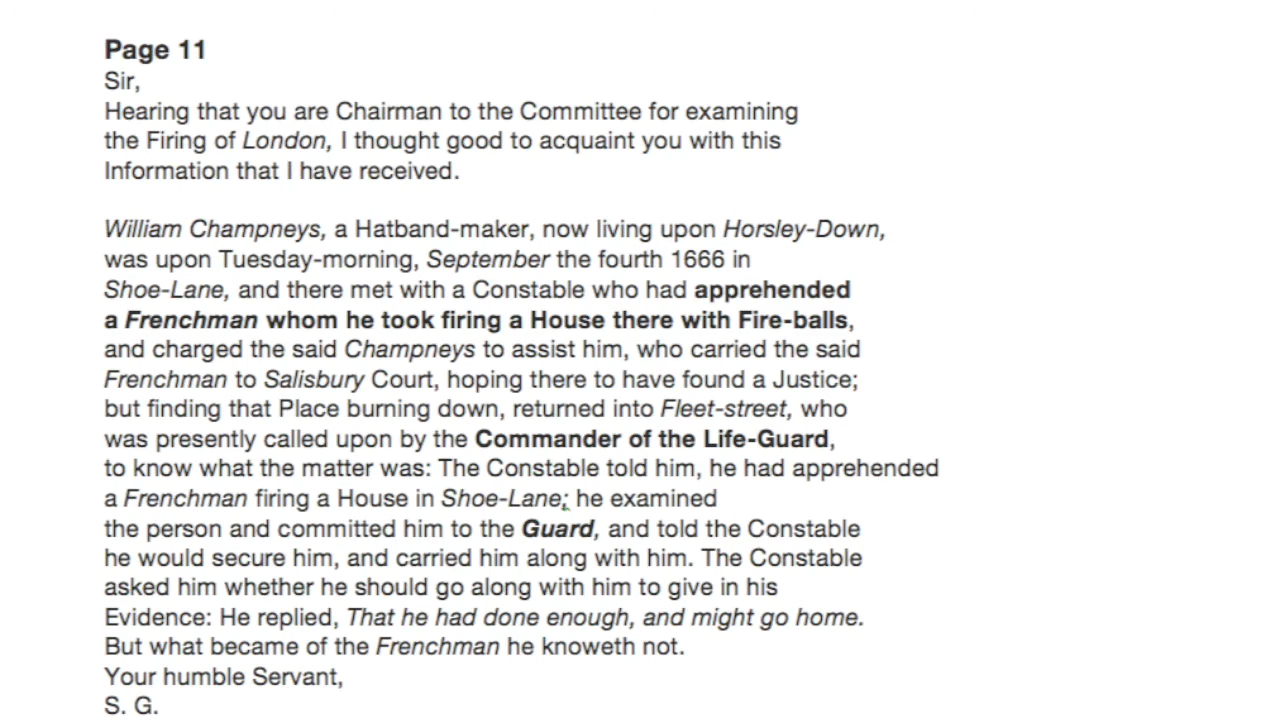 Page 11
Sir,
Hearing that you are Chairman to the Committee for examining
the Firing of London, I thought good to acquaint you with this
Information that I have received.
William Champneys, a Hatband-maker, now living upon Horsley-Down,
was upon Tuesday-morning, September the fourth 1666 in
Shoe-Lane, and there met with a Constable who had apprehended
a Frenchman whom he took firing a House there with Fire-balls,
and charged the said Champneys to assist him, who carried the said
Frenchman to Salisbury Court, hoping there to have found a Justice;
but finding that Place burning down, returned into Fleet-street, who
was presently called upon by the Commander of the Life-Guard,
to know what the matter was: The Constable told him, he had apprehended
a Frenchman firing a House in Shoe-Lane; he examined
the person and committed him to the Guard, and told the Constable
he would secure him, and carried him along with him. The Constable
asked him whether he should go along with him to give in his
Evidence: He replied, That he had done enough, and might go home.
But what became of the Frenchman he knoweth not.
Your humble Servant,
S. G.